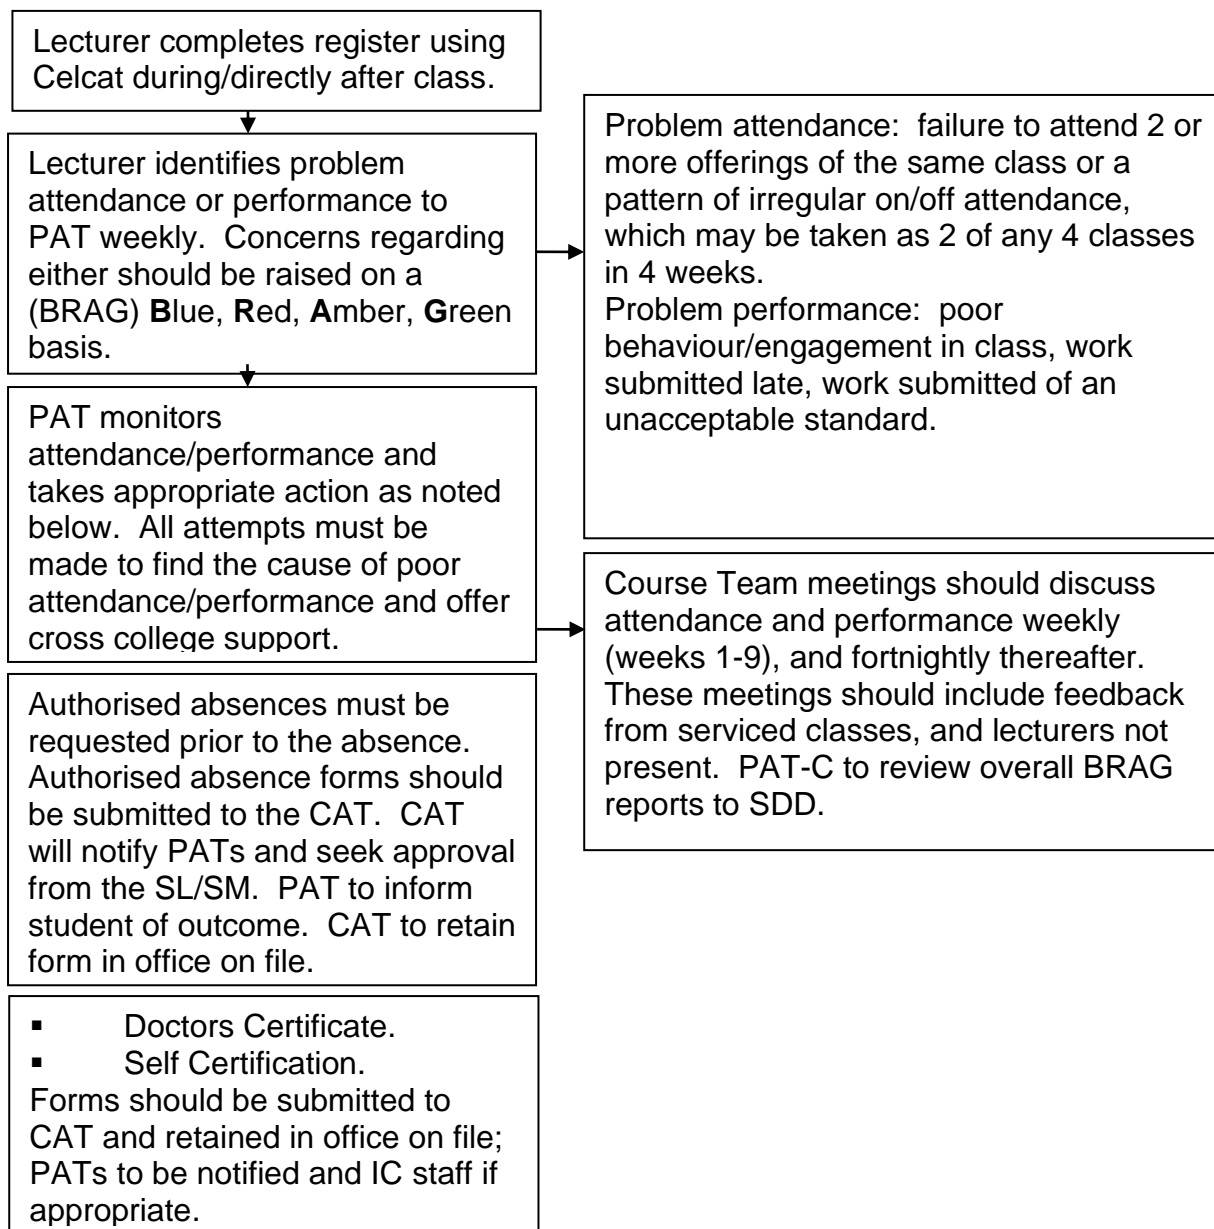 Lecturer completes register using
Celcat during/directly after class.
Lecturer identifies problem
attendance or performance to
PAT weekly.  Concerns regarding
either should be raised on a
(BRAG) Blue, Red, Amber, Green
basis.
Problem attendance:  failure to attend 2 or
more offerings of the same class or a
pattern of irregular on/off attendance,
which may be taken as 2 of any 4 classes
in 4 weeks.
Problem performance:  poor
behaviour/engagement in class, work
submitted late, work submitted of an
unacceptable standard.
PAT monitors
attendance/performance and
takes appropriate action as noted
below.  All attempts must be
made to find the cause of poor
attendance/performance and offer
cross college support.
Course Team meetings should discuss
attendance and performance weekly
(weeks 1-9), and fortnightly thereafter.
These meetings should include feedback
from serviced classes, and lecturers not
present.  PAT-C to review overall BRAG
reports to SDD.
Authorised absences must be
requested prior to the absence.
Authorised absence forms should
be submitted to the CAT.  CAT
will notify PATs and seek approval
from the SL/SM.  PAT to inform
student of outcome.  CAT to retain
form in office on file.
▪ Doctors Certificate.
▪ Self Certification.
Forms should be submitted to
CAT and retained in office on file;
PATs to be notified and IC staff if
appropriate.